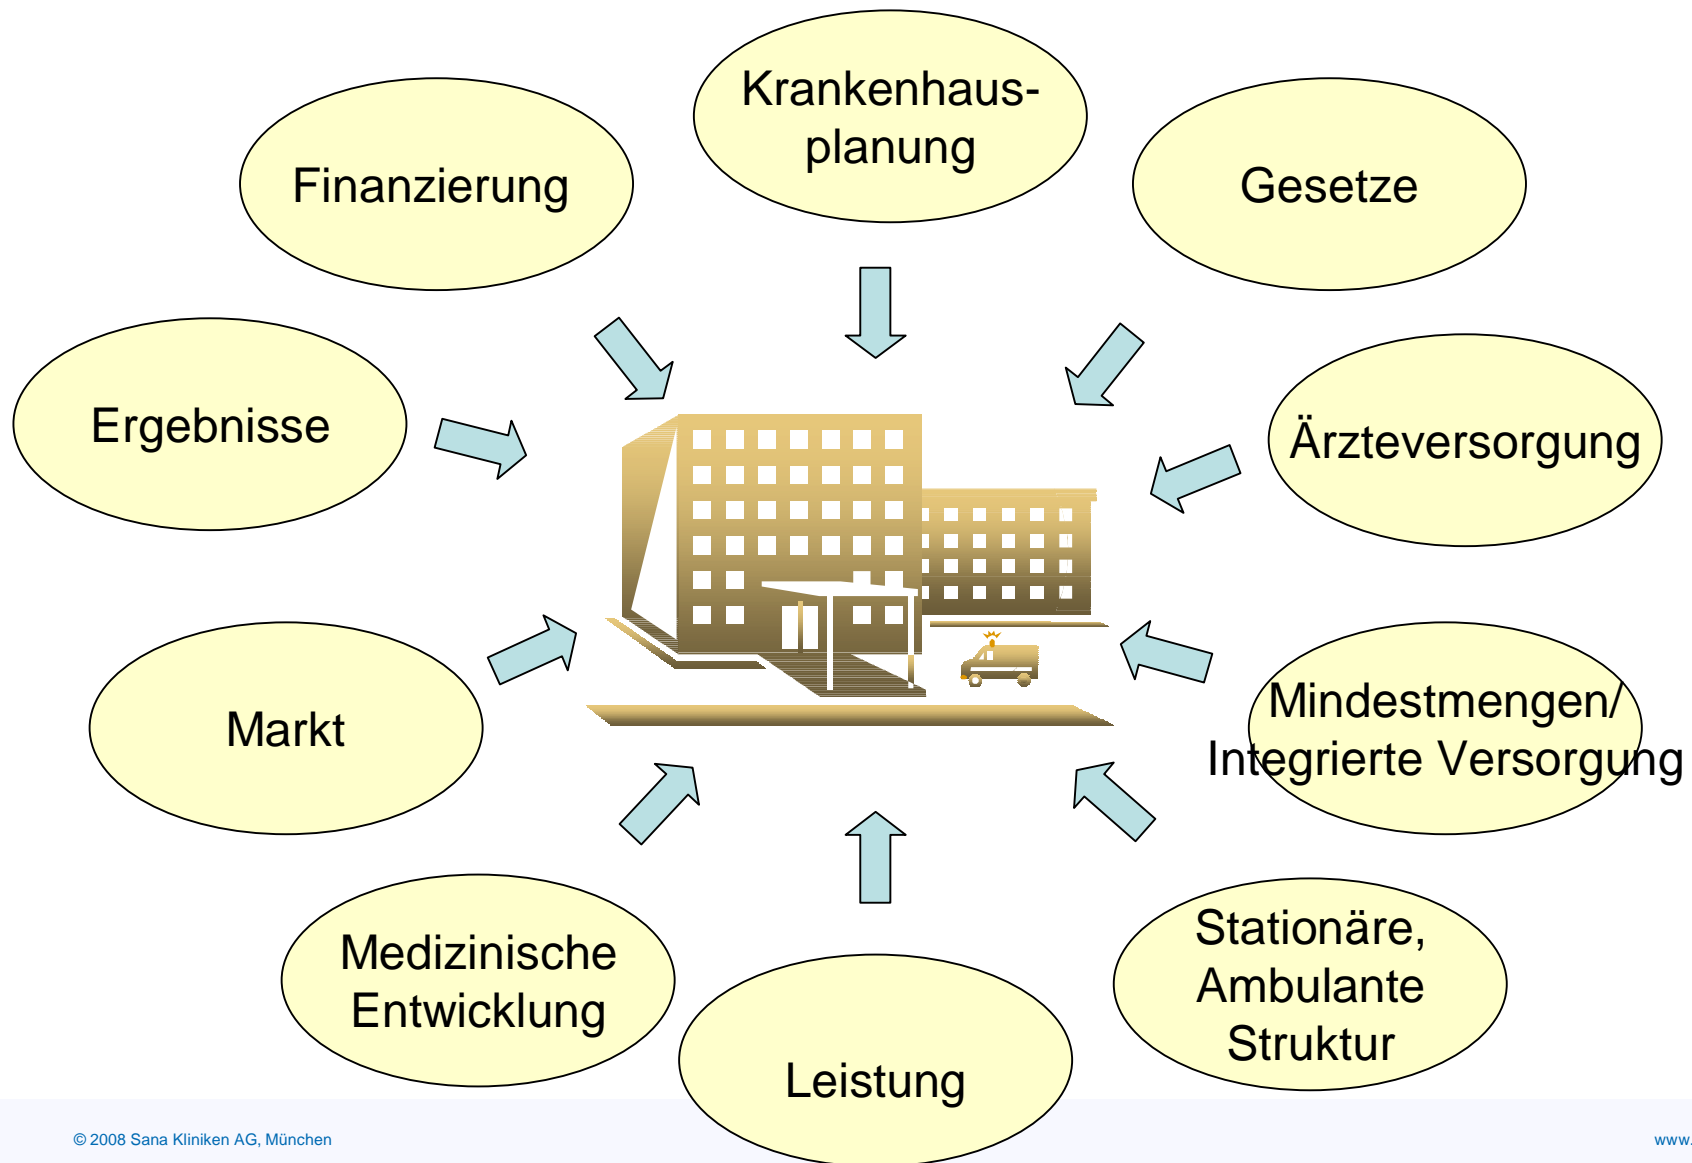 Krankenhaus-
planung
Finanzierung
Gesetze
Ergebnisse
Ärzteversorgung
Markt
Mindestmengen/
Integrierte Versorgung
Medizinische
Entwicklung
Stationäre,
Ambulante
Struktur
Leistung
© 2008 Sana Kliniken AG, München
www.